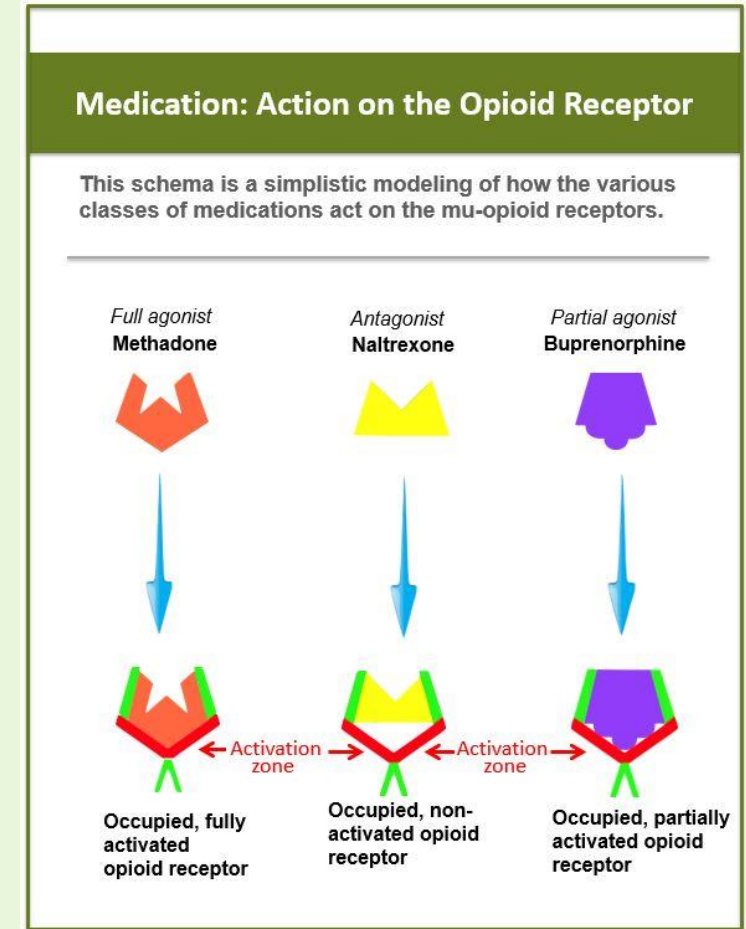 Medication: Action on the Opioid Receptor
This schema is a simplistic modeling of how the various
classes of medications act on the mu-opioid receptors.
Full agonist
Methadone
Antagonist
Naltrexone
Partial agonist
Buprenorphine
Activation
zone
Activation
zone
Occupied, fully
activated
opioid receptor
Occupied, non-
activated opioid
receptor
Occupied, partially
activated opioid
receptor